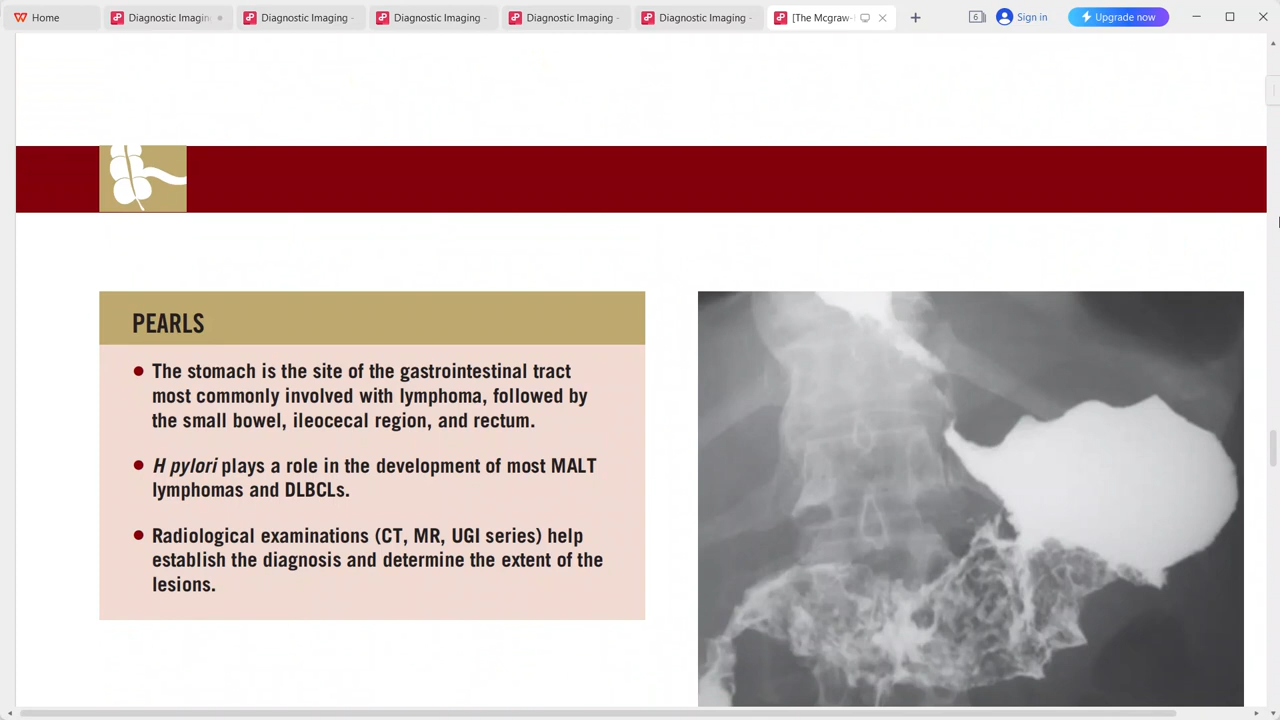 Home
Diagnostic Imagin
Diagnostic Imaging -
Diagnostic Imaging -
Diagnostic Imaging -
Diagnostic Imaging -
[The Mcgraw-
6
Sign in
Upgrade now
PEARLS
The stomach is the site of the gastrointestinal tract
most commonly involved with lymphoma, followed by
the small bowel, ileocecal region, and rectum.
H pylori plays a role in the development of most MALT
lymphomas and DLBCLs.
Radiological examinations (CT, MR, UGI series) help
establish the diagnosis and determine the extent of the
lesions.